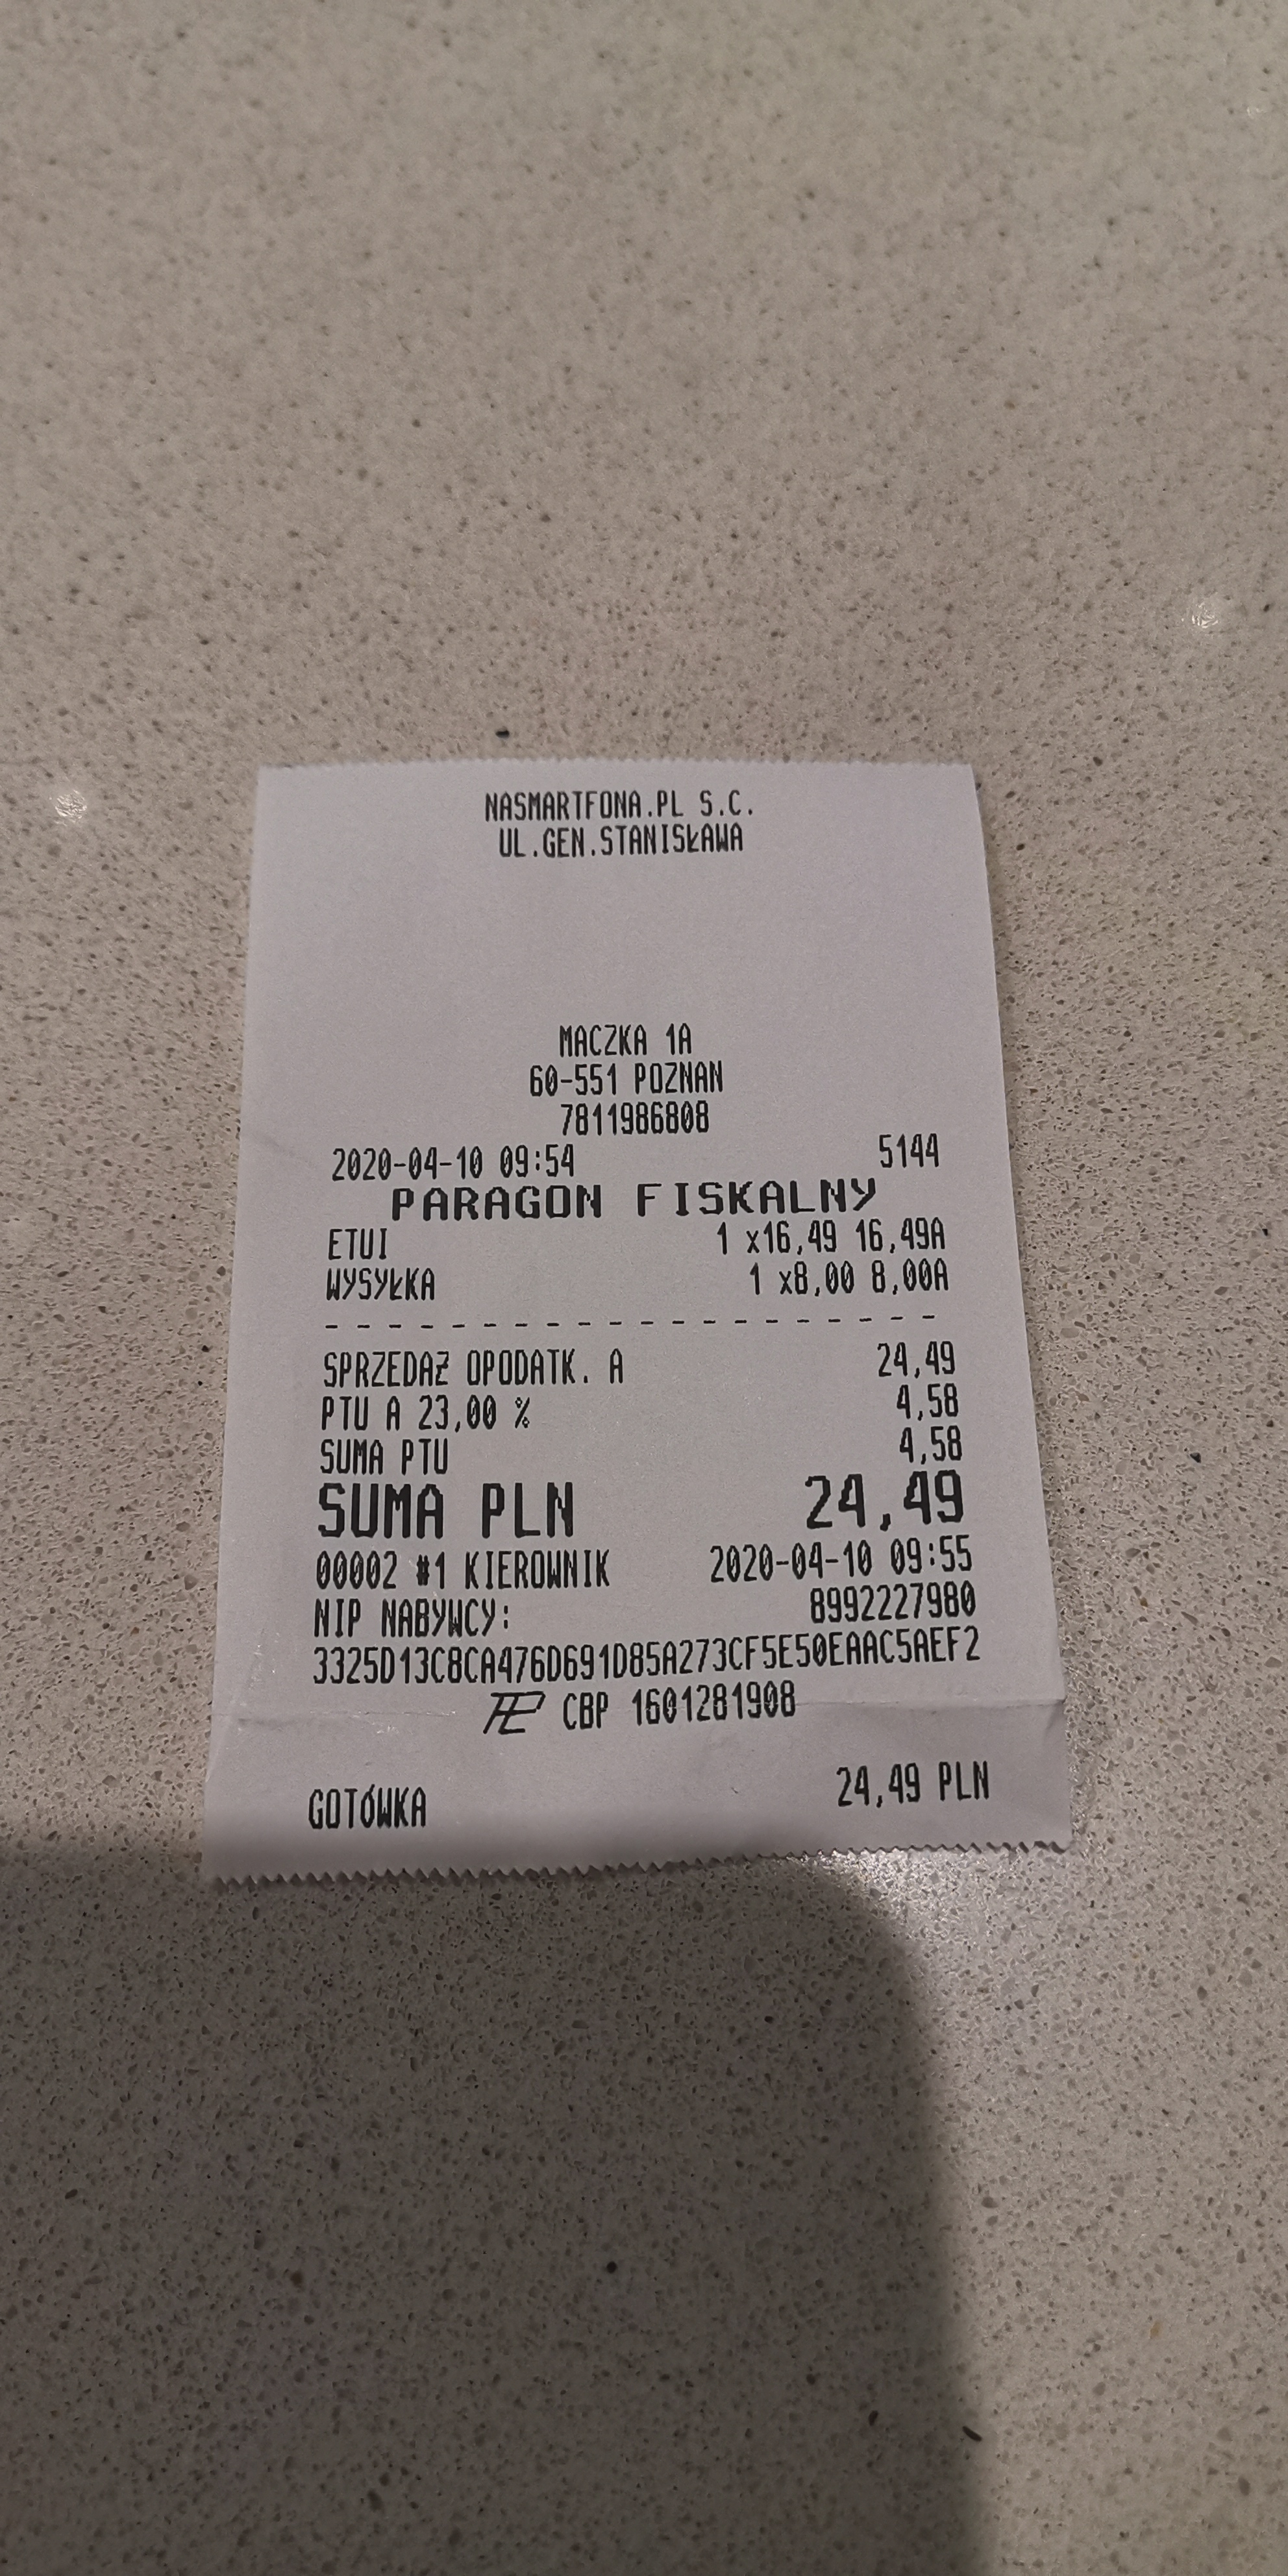 NASMARTFONA.PL S.C.
UL.GEN.STANISŁAWA
MACZKA 1A
60-551 POZNAN
7811986808
2020-04-10 09:54 5144
PARAGON FISKALNY
ETUI 1 x16,49 16,49A
WYSYŁKA 1 x8,00 8,00A
- - - - - - - - - - - - - - - - - - - -
SPRZEDAŻ OPODATK. A 24,49
PTU A 23,00 % 4,58
SUMA PTU 4,58
SUMA PLN 24,49
00002 #1 KIEROWNIK 2020-04-10 09:55
NIP NABYWCY: 8992227980
3325D13C8CA476D691D85A273CF5E50EAAC5AEF2
CBP 1601281908
GOTÓWKA 24,49 PLN